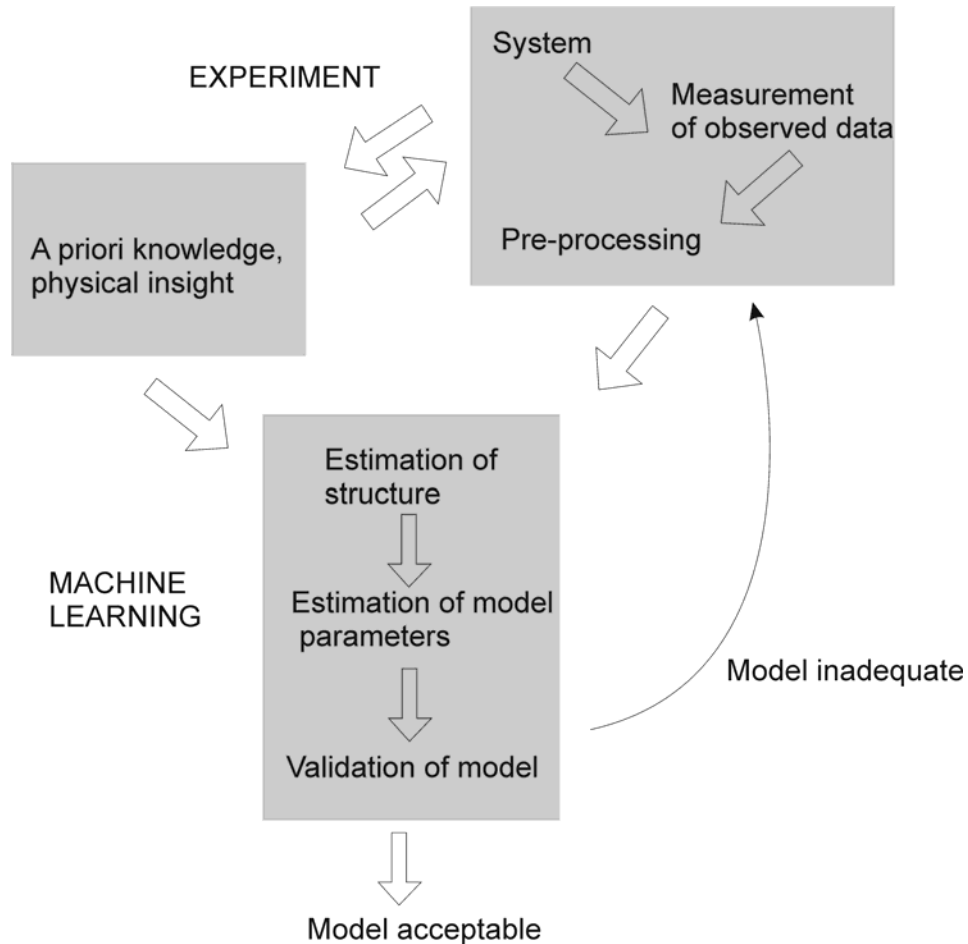 System
EXPERIMENT
Measurement
of observed data
Pre-processing
A priori knowledge,
physical insight
Estimation of
structure
MACHINE
LEARNING
Estimation of model
parameters
Model inadequate
Validation of model
Model acceptable